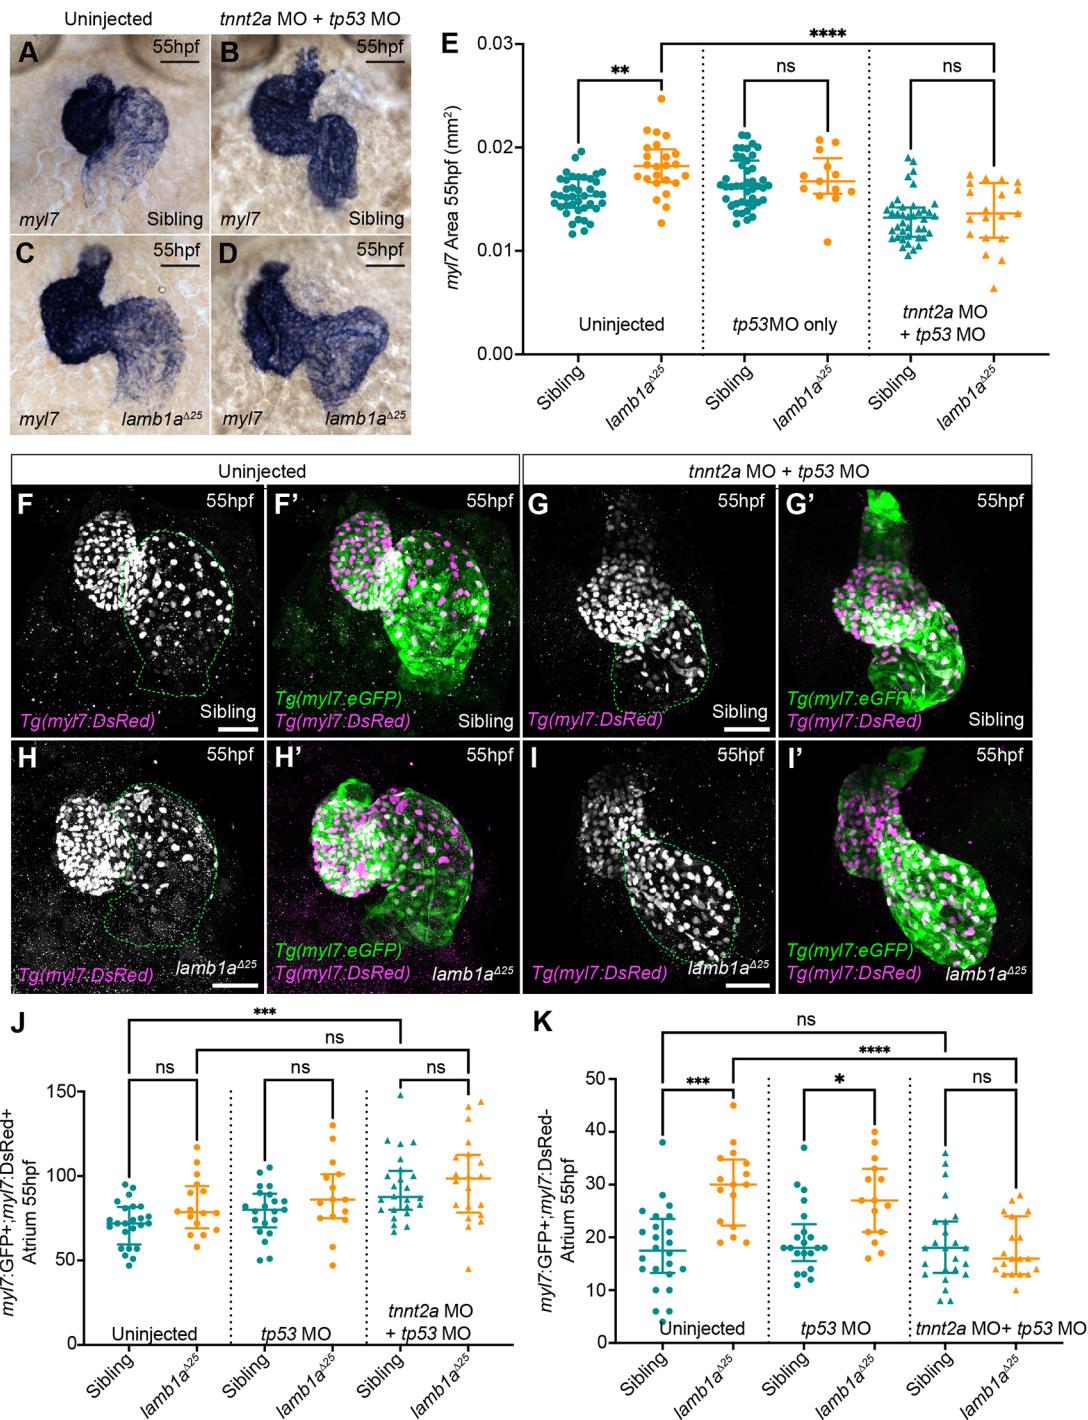 Uninjected
tnnt2a MO + tp53 MO
A
55hpf
myl7
Sibling
B
55hpf
myl7
Sibling
C
55hpf
myl7
lamb1aΔ25
D
55hpf
myl7
lamb1aΔ25
E
****
**
ns
ns
myl7 Area 55hpf (mm2)
0.03
0.02
0.01
0.00
Uninjected
tp53MO only
tnnt2a MO
+ tp53 MO
Sibling
lamb1aΔ25
Sibling
lamb1aΔ25
Sibling
lamb1aΔ25
Uninjected
tnnt2a MO + tp53 MO
F
55hpf
Tg(myl7:DsRed)
Sibling
F’
55hpf
Tg(myl7:eGFP)
Tg(myl7:DsRed)
Sibling
G
55hpf
Tg(myl7:DsRed)
Sibling
G’
55hpf
Tg(myl7:eGFP)
Tg(myl7:DsRed)
Sibling
H
55hpf
Tg(myl7:DsRed)
lamb1aΔ25
H’
55hpf
Tg(myl7:eGFP)
Tg(myl7:DsRed)
lamb1aΔ25
I
55hpf
Tg(myl7:DsRed)
lamb1aΔ25
I’
55hpf
Tg(myl7:eGFP)
Tg(myl7:DsRed)
lamb1aΔ25
J
***
ns
ns
ns
ns
myl7:GFP+;myl7:DsRed+
Atrium 55hpf
150
100
50
0
Uninjected
tp53 MO
tnnt2a MO
+ tp53 MO
Sibling
lamb1aΔ25
Sibling
lamb1aΔ25
Sibling
lamb1aΔ25
K
ns
****
***
*
ns
myl7:GFP+;myl7:DsRed-
Atrium 55hpf
50
40
30
20
10
0
Uninjected
tp53 MO
tnnt2a MO+ tp53 MO
Sibling
lamb1aΔ25
Sibling
lamb1aΔ25
Sibling
lamb1aΔ25